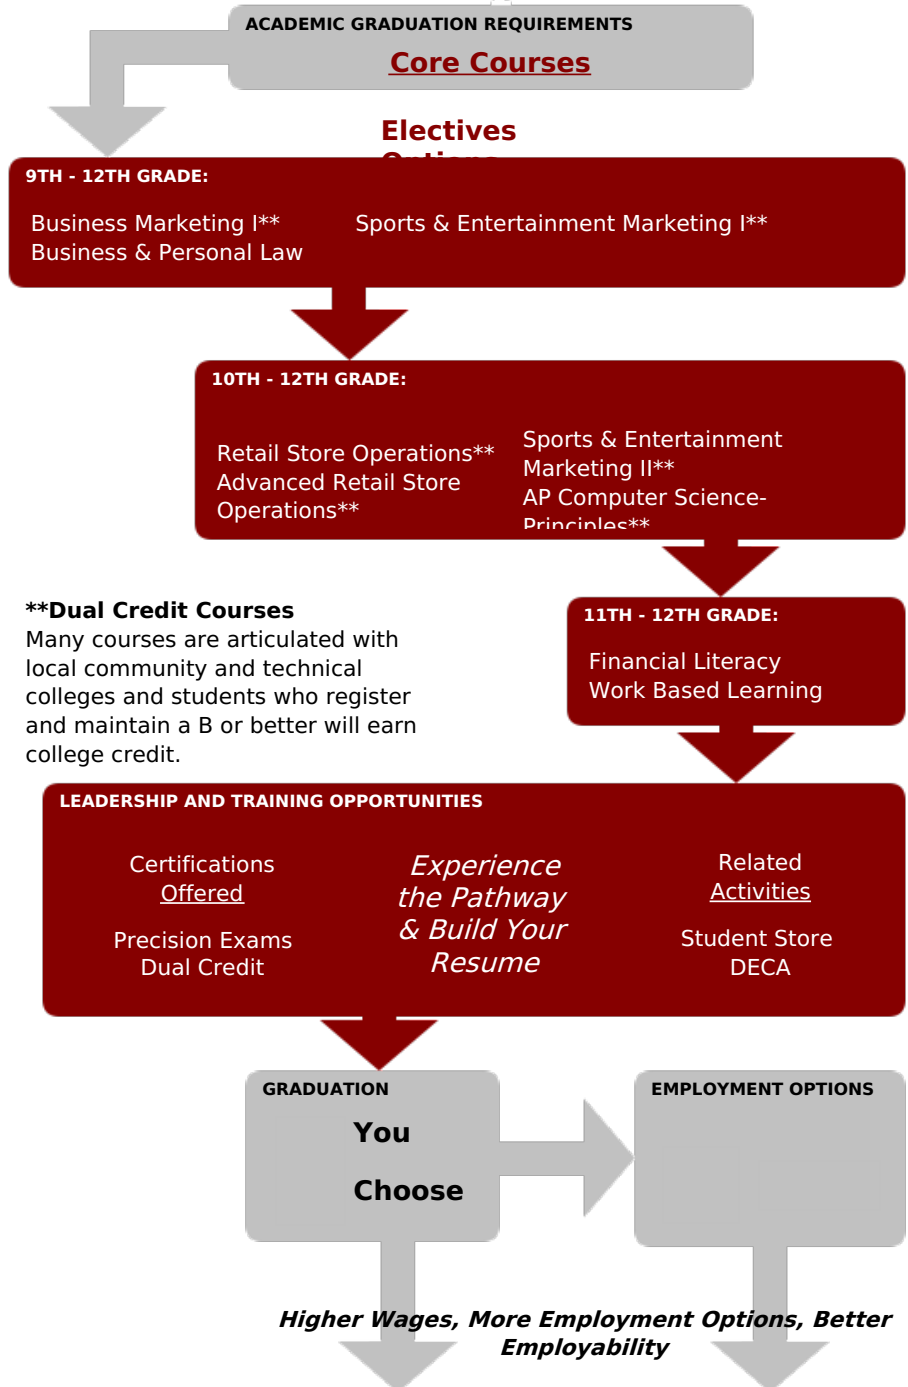 ACADEMIC GRADUATION REQUIREMENTS
Core Courses
Electives
Options
9TH - 12TH GRADE:
Business Marketing I**
Business & Personal Law
Sports & Entertainment Marketing I**
10TH - 12TH GRADE:
Retail Store Operations**
Advanced Retail Store
Operations**
Sports & Entertainment
Marketing II**
AP Computer Science-
Principles**
**Dual Credit Courses
Many courses are articulated with
local community and technical
colleges and students who register
and maintain a B or better will earn
college credit.
11TH - 12TH GRADE:
Financial Literacy
Work Based Learning
LEADERSHIP AND TRAINING OPPORTUNITIES
Certifications
Offered
Precision Exams
Dual Credit
Experience
the Pathway
& Build Your
Resume
Related
Activities
Student Store
DECA
GRADUATION
You
Choose
EMPLOYMENT OPTIONS
Higher Wages, More Employment Options, Better
Employability